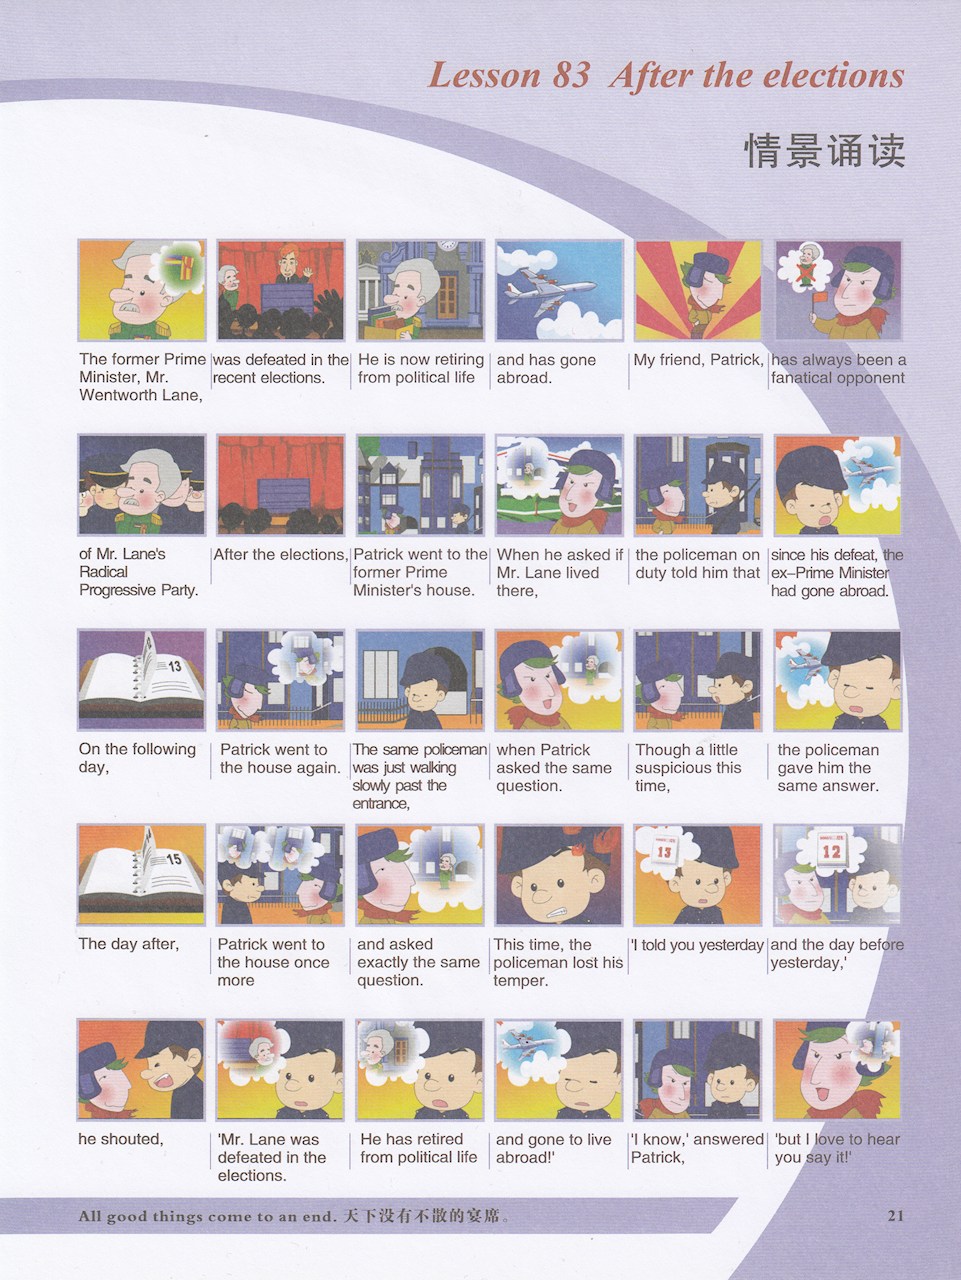 Lesson 83 After the elections
情景诵读
The former Prime
Minister, Mr.
Wentworth Lane,
was defeated in the
recent elections.
He is now retiring
from political life
and has gone
abroad.
My friend, Patrick,
has always been a
fanatical opponent
of Mr. Lane's
Radical
Progressive Party.
After the elections,
Patrick went to the
former Prime
Minister's house.
When he asked if
Mr. Lane lived
there,
the policeman on
duty told him that
since his defeat, the
ex–Prime Minister
had gone abroad.
13
On the following
day,
Patrick went to
the house again.
The same policeman
was just walking
slowly past the
entrance,
when Patrick
asked the same
question.
Though a little
suspicious this
time,
the policeman
gave him the
same answer.
15
The day after,
Patrick went to
the house once
more
and asked
exactly the same
question.
This time, the
policeman lost his
temper.
13
'I told you yesterday
12
and the day before
yesterday,'
he shouted,
'Mr. Lane was
defeated in the
elections.
He has retired
from political life
and gone to live
abroad!'
'I know,' answered
Patrick,
'but I love to hear
you say it!'
All good things come to an end. 天下没有不散的宴席。
21